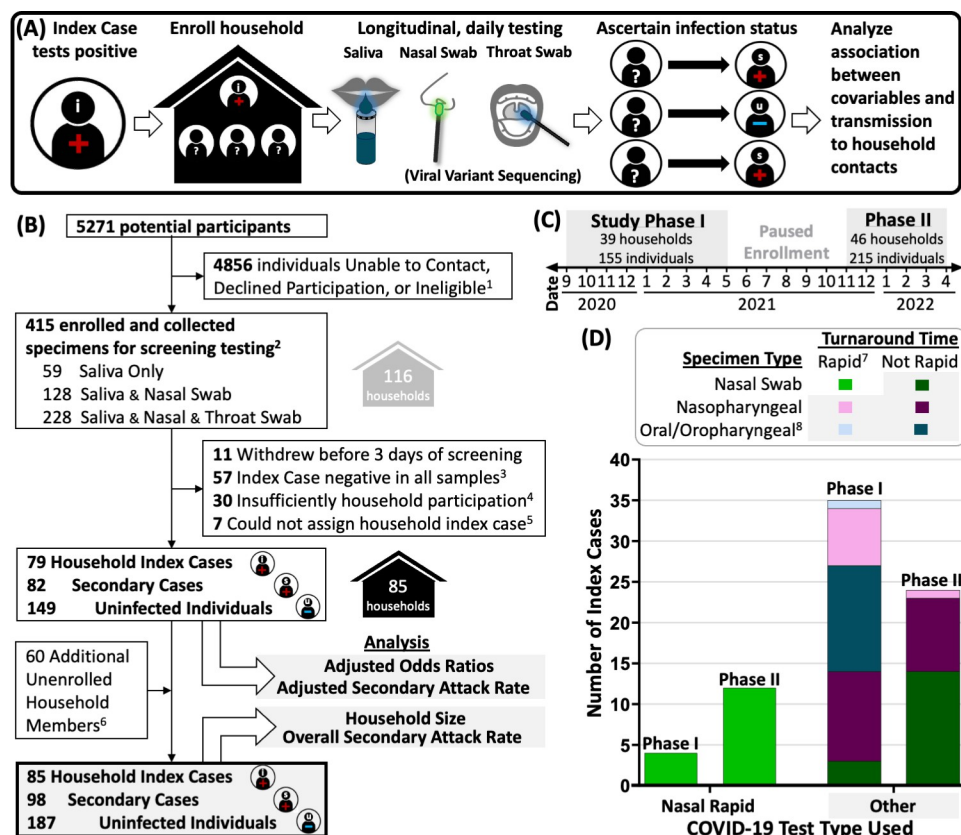 (A)
Index Case
tests positive
Enroll household
Longitudinal, daily testing
Saliva Nasal Swab Throat Swab
(Viral Variant Sequencing)
Ascertain infection status
Analyze
association
between
covariables and
transmission
to household
contacts
i
i
? ? ?
? s
? u
? s
(B)
5271 potential participants
4856 individuals Unable to Contact,
Declined Participation, or Ineligible1
415 enrolled and collected
specimens for screening testing2
59 Saliva Only
128 Saliva & Nasal Swab
228 Saliva & Nasal & Throat Swab
116
households
11 Withdrew before 3 days of screening
57 Index Case negative in all samples3
30 Insufficiently household participation4
7 Could not assign household index case5
79 Household Index Cases i
82 Secondary Cases s
149 Uninfected Individuals u
85
households
Analysis
Adjusted Odds Ratios
Adjusted Secondary Attack Rate
60 Additional
Unenrolled
Household
Members6
Household Size
Overall Secondary Attack Rate
85 Household Index Cases i
98 Secondary Cases s
187 Uninfected Individuals u
(C)
Study Phase I
39 households
155 individuals
Paused
Enrollment
Phase II
46 households
215 individuals
Date
9 10 11 12 1 2 3 4 5 6 7 8 9 10 11 12 1 2 3 4
2020 2021 2022
(D)
Turnaround Time
Specimen Type Rapid7 Not Rapid
Nasal Swab
Nasopharyngeal
Oral/Oropharyngeal8
Number of Index Cases
40
35
30
25
20
15
10
5
0
Phase I
Phase II
Phase I
Phase II
Nasal Rapid Other
COVID-19 Test Type Used